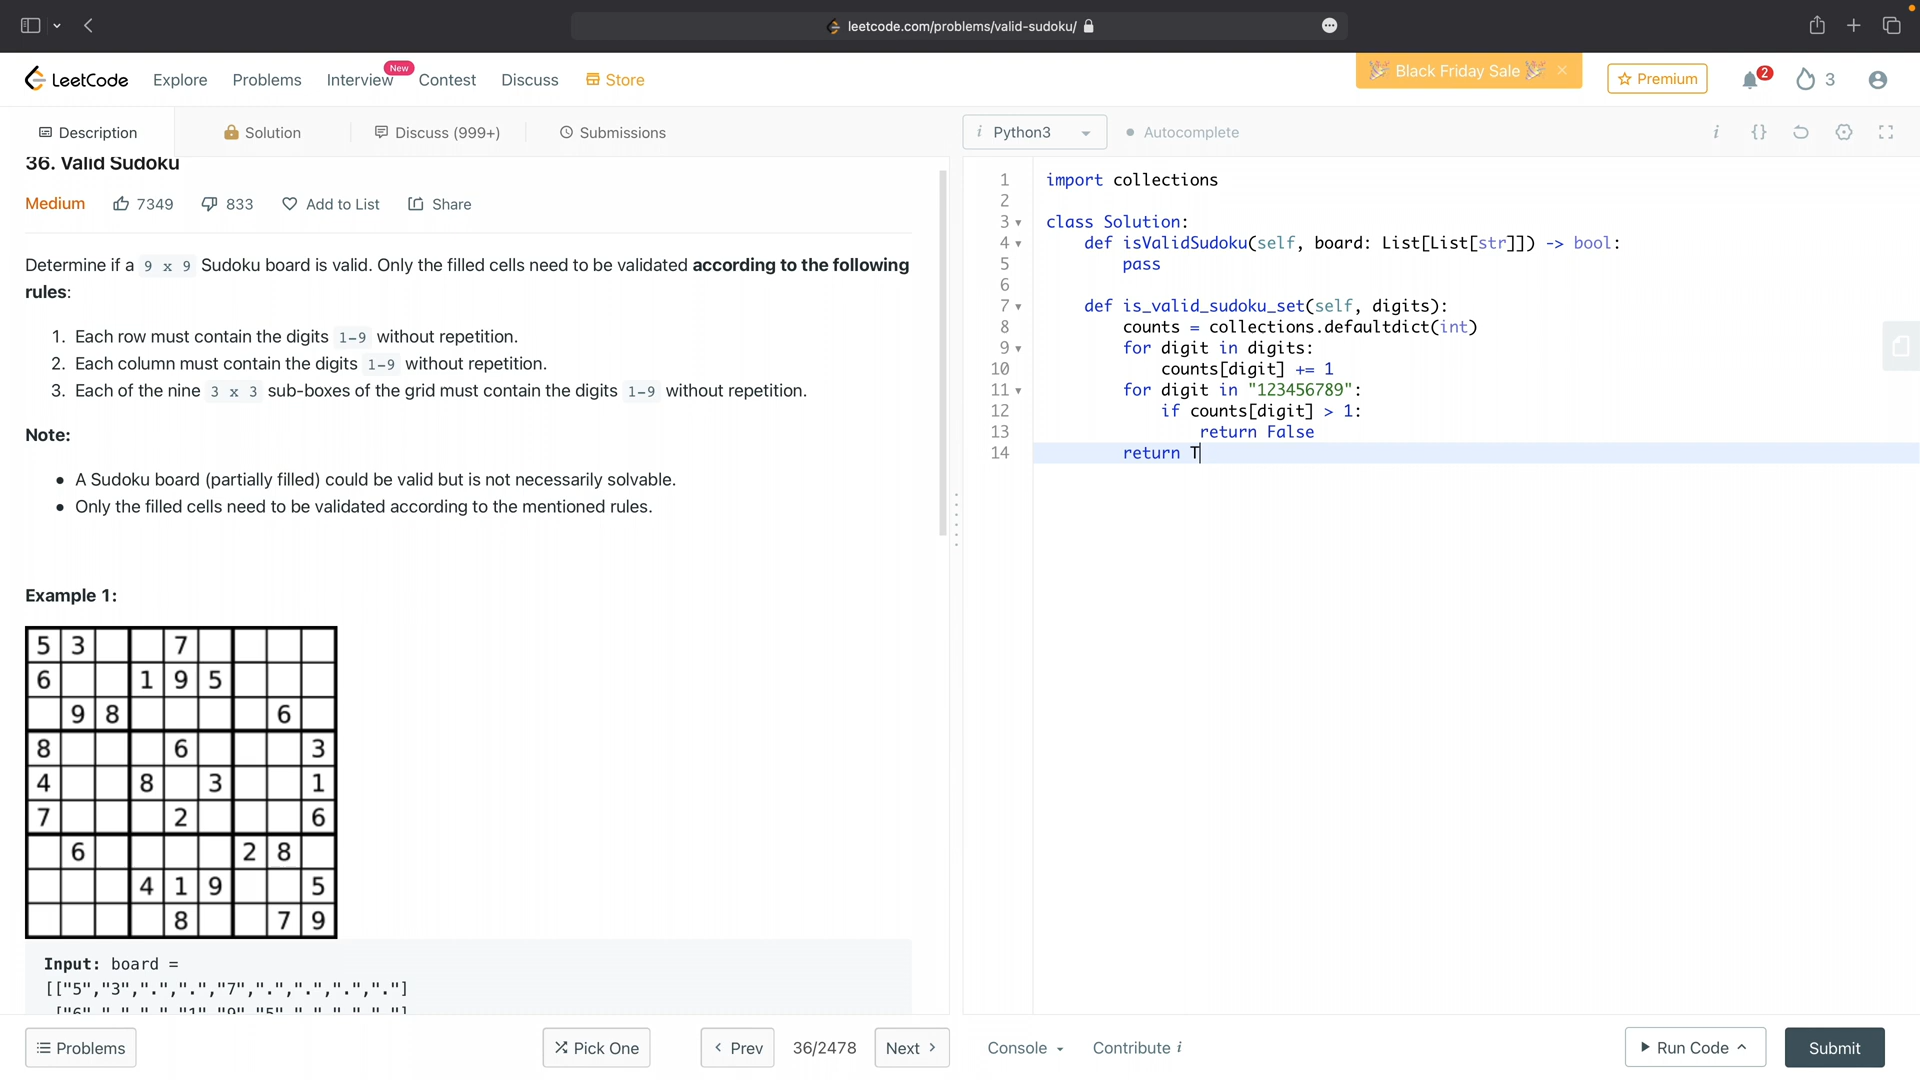 leetcode.com/problems/valid-sudoku/
LeetCode Explore Problems Interview New Contest Discuss Store Black Friday Sale Premium 2 3
Description Solution Discuss (999+) Submissions
36. Valid Sudoku
Medium 7349 833 Add to List Share
Determine if a 9 x 9 Sudoku board is valid. Only the filled cells need to be validated according to the following
rules:
1. Each row must contain the digits 1-9 without repetition.
2. Each column must contain the digits 1-9 without repetition.
3. Each of the nine 3 x 3 sub-boxes of the grid must contain the digits 1-9 without repetition.
Note:
• A Sudoku board (partially filled) could be valid but is not necessarily solvable.
• Only the filled cells need to be validated according to the mentioned rules.
Example 1:
5 3 7
6 1 9 5
9 8 6
8 6 3
4 8 3 1
7 2 6
6 2 8
4 1 9 5
8 7 9
Input: board =
[["5","3",".",".","7",".",".",".","."]
i Python3 Autocomplete i {}
1 import collections
2
3 class Solution:
4 def isValidSudoku(self, board: List[List[str]]) -> bool:
5 pass
6
7 def is_valid_sudoku_set(self, digits):
8 counts = collections.defaultdict(int)
9 for digit in digits:
10 counts[digit] += 1
11 for digit in "123456789":
12 if counts[digit] > 1:
13 return False
14 return T
Problems Pick One Prev 36/2478 Next Console Contribute i Run Code Submit